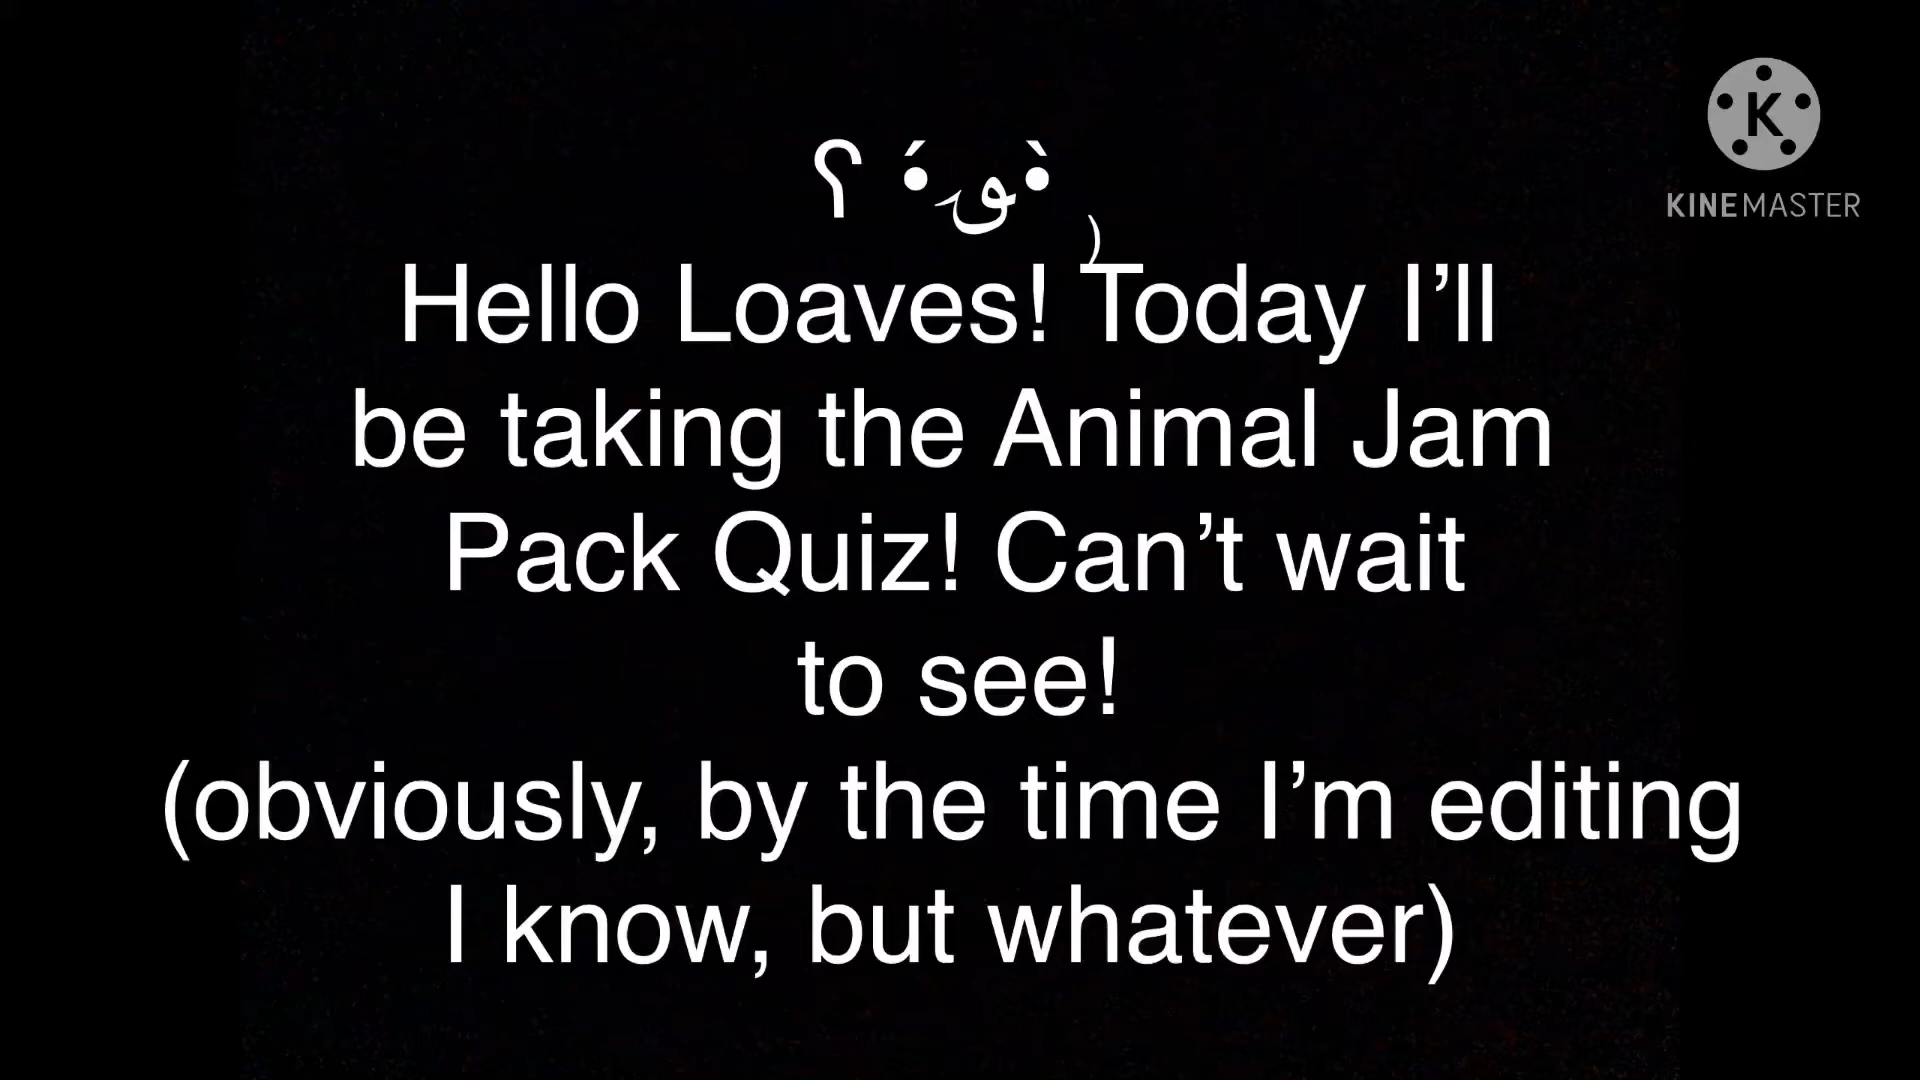 ؟ •́ﻮ•̀ )
Hello Loaves! Today I’ll
be taking the Animal Jam
Pack Quiz! Can’t wait
to see!
(obviously, by the time I’m editing
I know, but whatever)
K
KINEMASTER